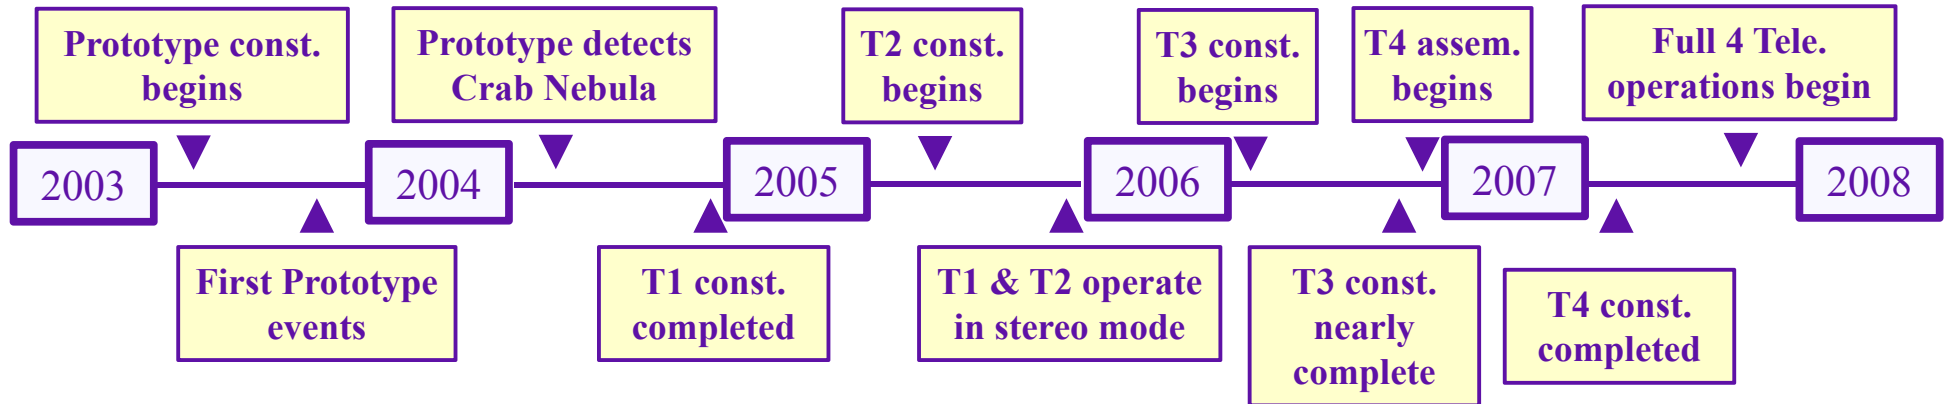 Prototype const.
begins
Prototype detects
Crab Nebula
T2 const.
begins
T3 const.
begins
T4 assem.
begins
Full 4 Tele.
operations begin
2003
2004
2005
2006
2007
2008
First Prototype
events
T1 const.
completed
T1 & T2 operate
in stereo mode
T3 const.
nearly
complete
T4 const.
completed